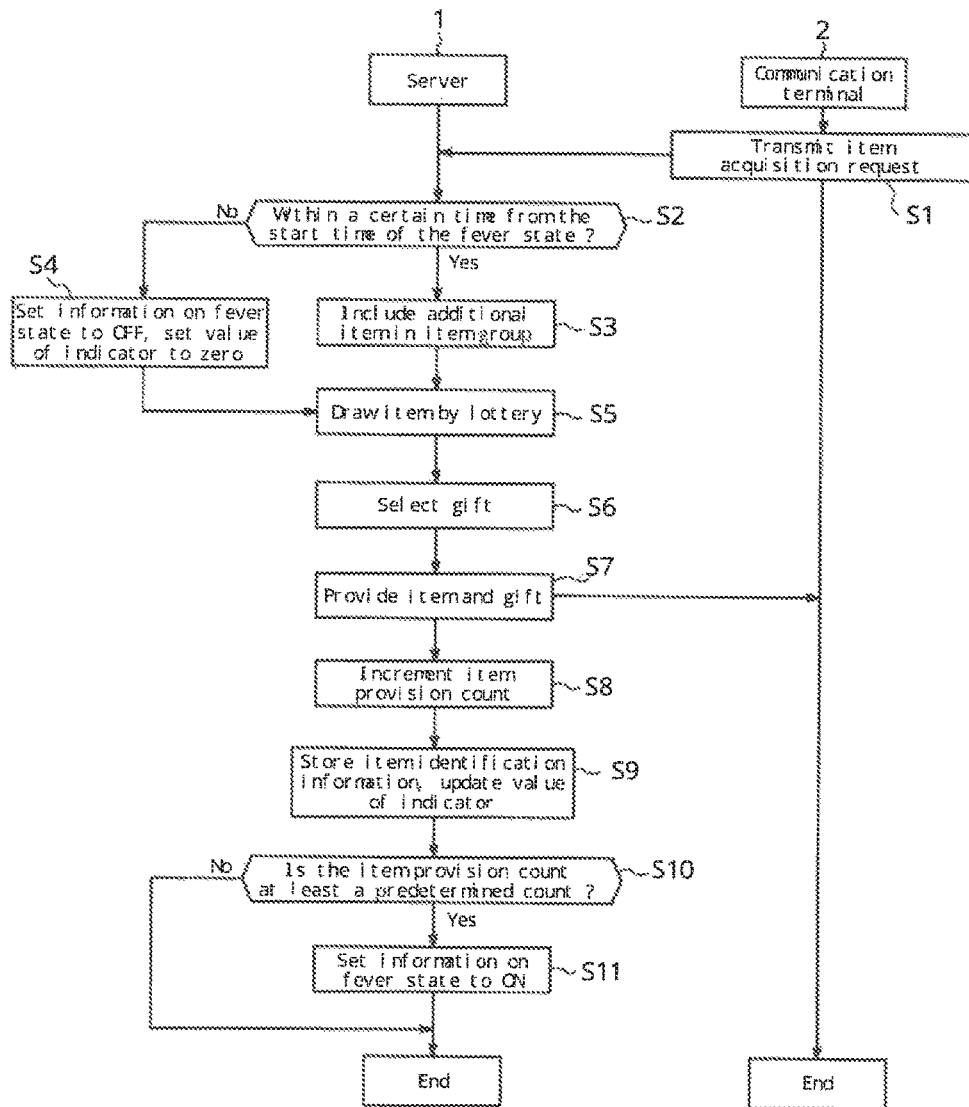 1
Server
2
Communication
terminal
Transmit item
acquisition request
S1
No
Within a certain time from the
start time of the fever state ?
S2
Yes
S4
Set information on fever
state to OFF, set value
of indicator to zero
Include additional
item in item group
S3
Draw item by lottery
S5
Select gift
S6
S7
Provide item and gift
Increment item
provision count
S8
Store item identification
information, update value
of indicator
S9
No
Is the item provision count
at least a predetermined count ?
S10
Yes
Set information on
fever state to ON
S11
End
End